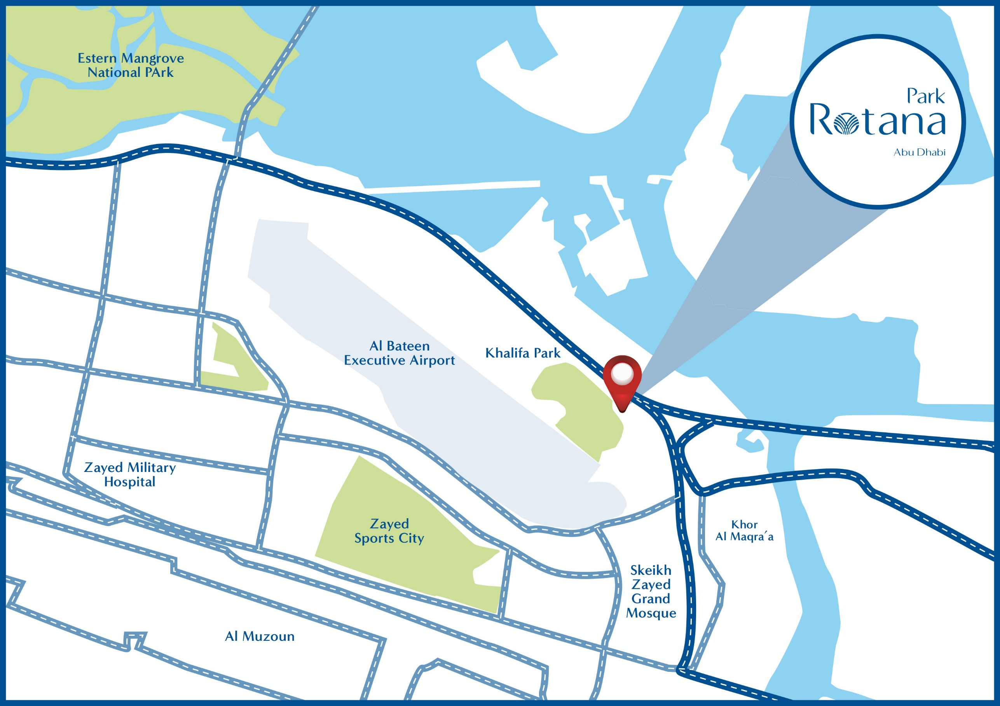 Estern Mangrove
National PArk
Park
Rotana
Abu Dhabi
Al Bateen
Executive Airport
Khalifa Park
Zayed Military
Hospital
Zayed
Sports City
Khor
Al Maqra´a
Skeikh
Zayed
Grand
Mosque
Al Muzoun